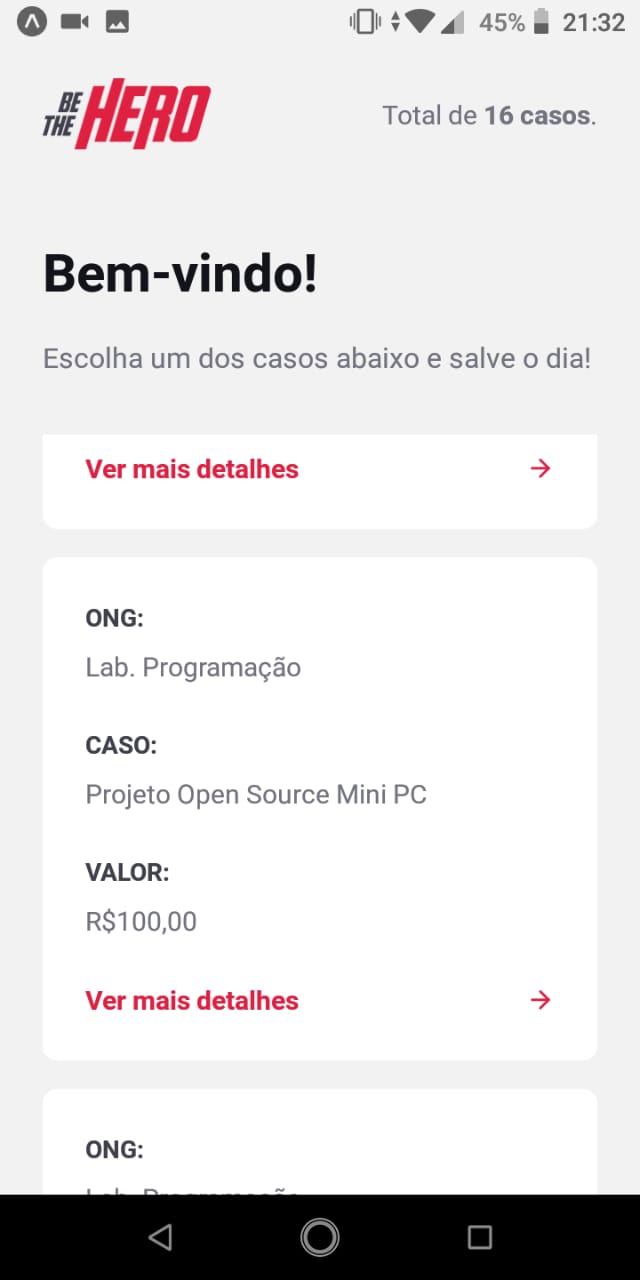 45% 21:32
BE THE HERO
Total de 16 casos.
Bem-vindo!
Escolha um dos casos abaixo e salve o dia!
Ver mais detalhes
ONG:
Lab. Programação
CASO:
Projeto Open Source Mini PC
VALOR:
R$100,00
Ver mais detalhes
ONG: